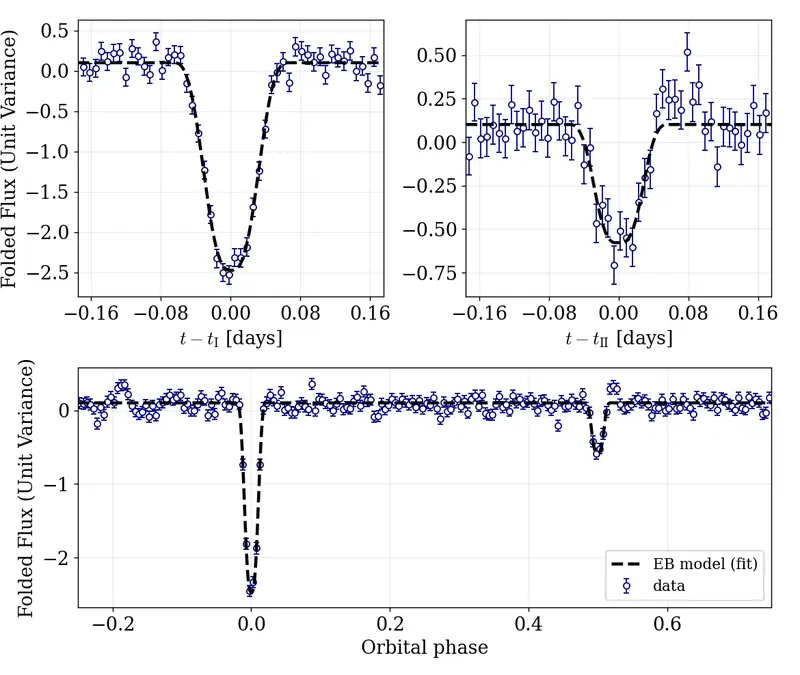 Folded Flux (Unit Variance)
0.5
0.0
−0.5
−1.0
−1.5
−2.0
−2.5
−0.16 −0.08 0.00 0.08 0.16
t − tI [days]
0.50
0.25
0.00
−0.25
−0.50
−0.75
−0.16 −0.08 0.00 0.08 0.16
t − tII [days]
Folded Flux (Unit Variance)
0
−1
−2
EB model (fit)
data
−0.2 0.0 0.2 0.4 0.6
Orbital phase